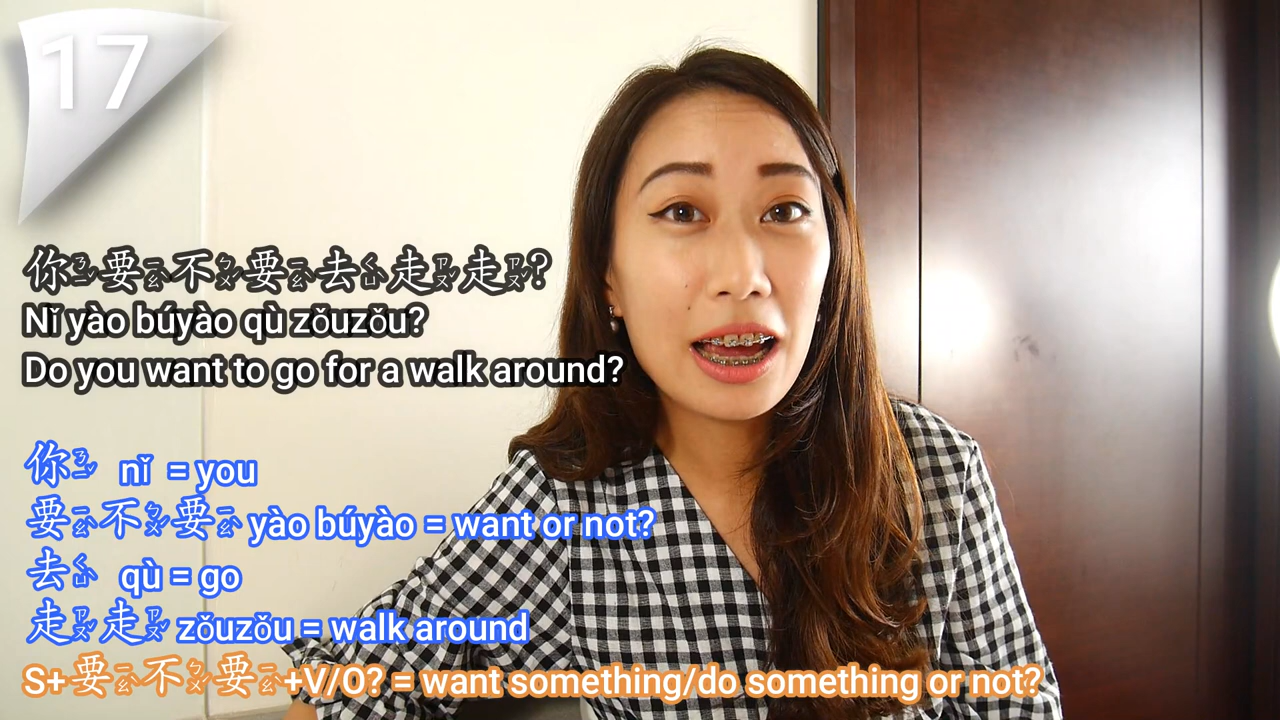 17
你要不要去走走?
Nǐ yào búyào qù zǒuzǒu?
Do you want to go for a walk around?
你 nǐ = you
要不要 yào búyào = want or not?
去 qù = go
走走 zǒuzǒu = walk around
S+要不要+V/O? = want something/do something or not?